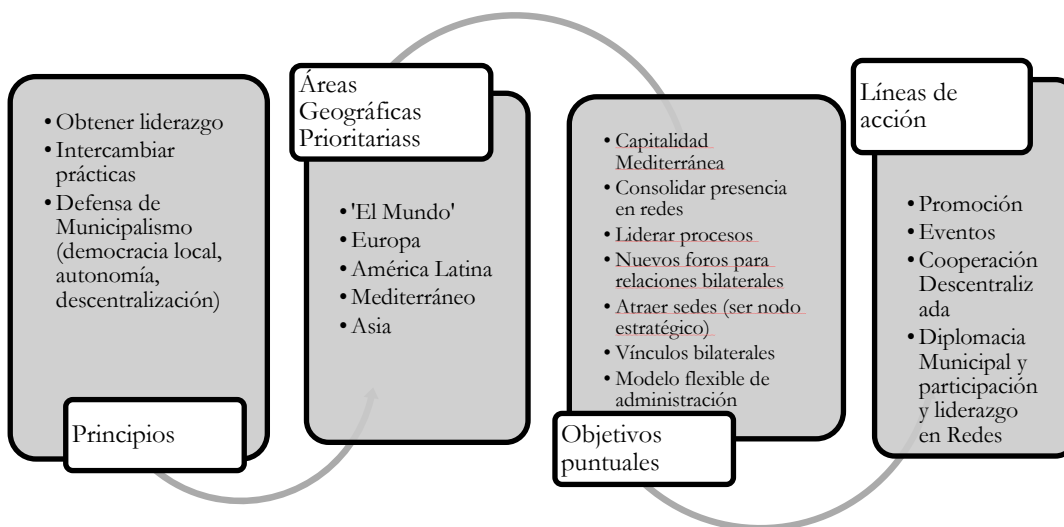 • Obtener liderazgo
• Intercambiar
prácticas
• Defensa de
Municipalismo
(democracia local,
autonomía,
descentralización)
Principios
Áreas
Geográficas
Prioritariass
• 'El Mundo'
• Europa
• América Latina
• Mediterráneo
• Asia
• Capitalidad
Mediterránea
• Consolidar presencia
en redes
• Liderar procesos
• Nuevos foros para
relaciones bilaterales
• Atraer sedes (ser nodo
estratégico)
• Vínculos bilaterales
• Modelo flexible de
administración
Objetivos
puntuales
Líneas de
acción
• Promoción
• Eventos
• Cooperación
Descentraliz
ada
• Diplomacia
Municipal y
participación
y liderazgo
en Redes